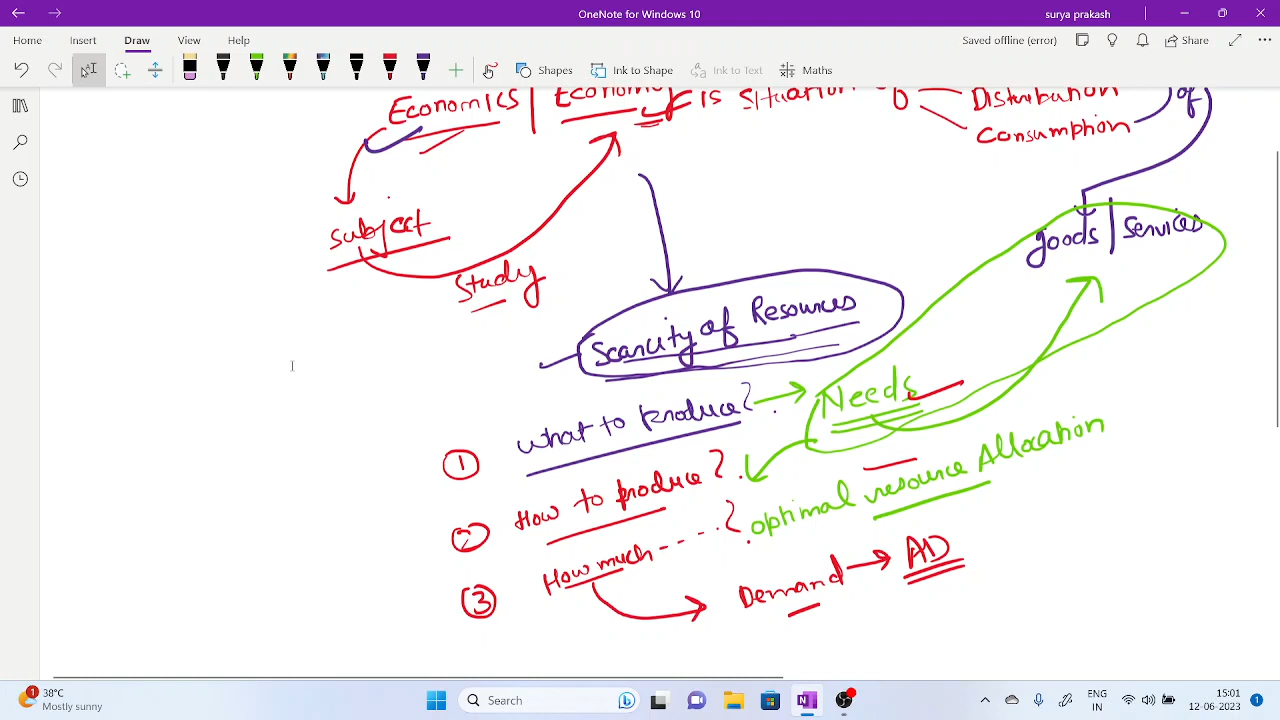 OneNote for Windows 10
surya prakash
Home Insert Draw View Help
Saved offline (error)
Share
Shapes
Ink to Shape
Ink to Text
Maths
Economics | Economy is situation of
Distribution
Consumption
of
subject
Study
goods | services
Scarcity of Resources
① What to produce? → Needs
② How to produce?
optimal resource Allocation
③ How much - - - - ?
Demand → AD
1
38°C
Mostly sunny
Search
ENG
IN
15:01
12-06-2023
1